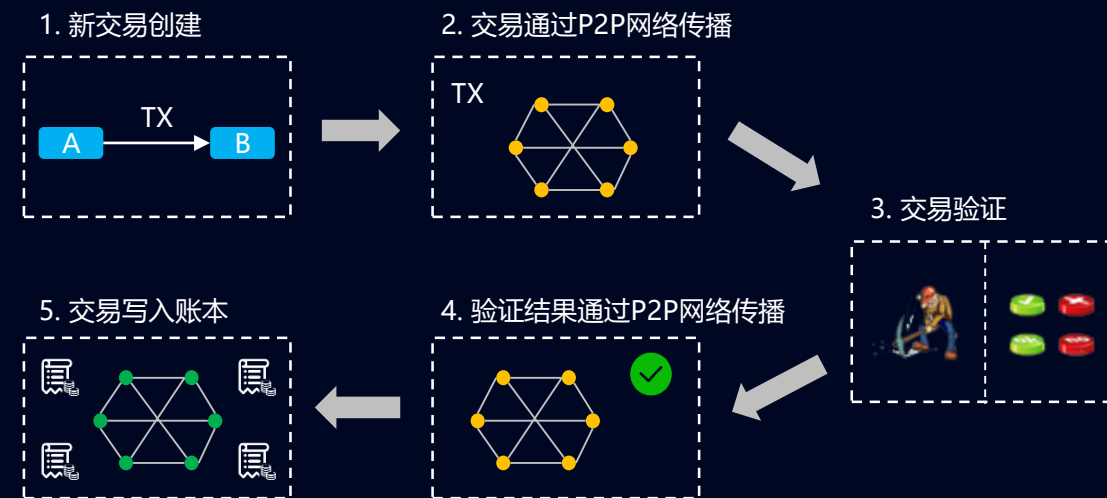 1. 新交易创建
2. 交易通过P2P网络传播
TX
A
B
TX
3. 交易验证
4. 验证结果通过P2P网络传播
5. 交易写入账本